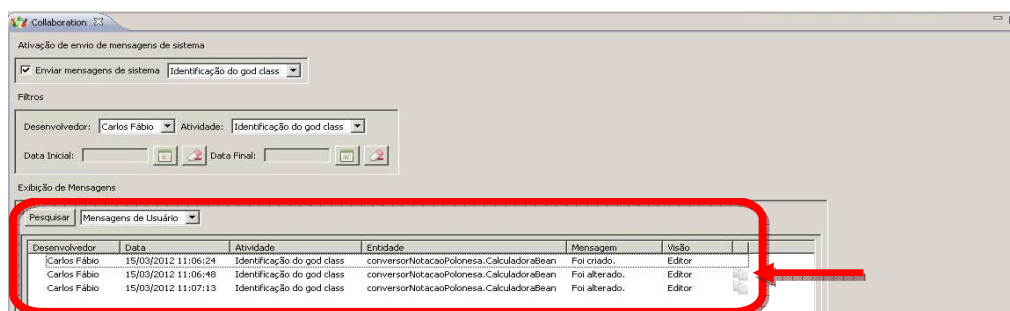 Collaboration
Ativação de envio de mensagens de sistema
Enviar mensagens de sistema Identificação do god class
Filtros
Desenvolvedor: Carlos Fábio Atividade: Identificação do god class
Data Inicial: Data Final:
Exibição de Mensagens
Pesquisar Mensagens de Usuário
Desenvolvedor Data Atividade Entidade Mensagem Visão
Carlos Fábio 15/03/2012 11:06:24 Identificação do god class conversorNotacaoPolonesa.CalculadoraBean Foi criado. Editor
Carlos Fábio 15/03/2012 11:06:48 Identificação do god class conversorNotacaoPolonesa.CalculadoraBean Foi alterado. Editor
Carlos Fábio 15/03/2012 11:07:13 Identificação do god class conversorNotacaoPolonesa.CalculadoraBean Foi alterado. Editor